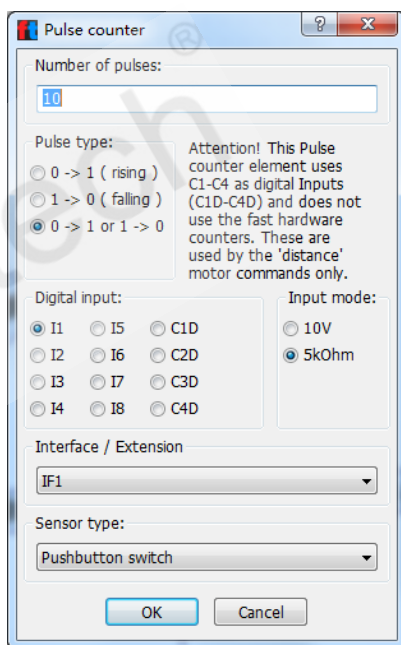 Pulse counter
Number of pulses:
10
Pulse type:
0 -> 1 ( rising )
1 -> 0 ( falling )
0 -> 1 or 1 -> 0
Attention! This Pulse
counter element uses
C1-C4 as digital Inputs
(C1D-C4D) and does not
use the fast hardware
counters. These are
used by the 'distance'
motor commands only.
Digital input:
I1 I5 C1D
I2 I6 C2D
I3 I7 C3D
I4 I8 C4D
Input mode:
10V
5kOhm
Interface / Extension
IF1
Sensor type:
Pushbutton switch
OK Cancel